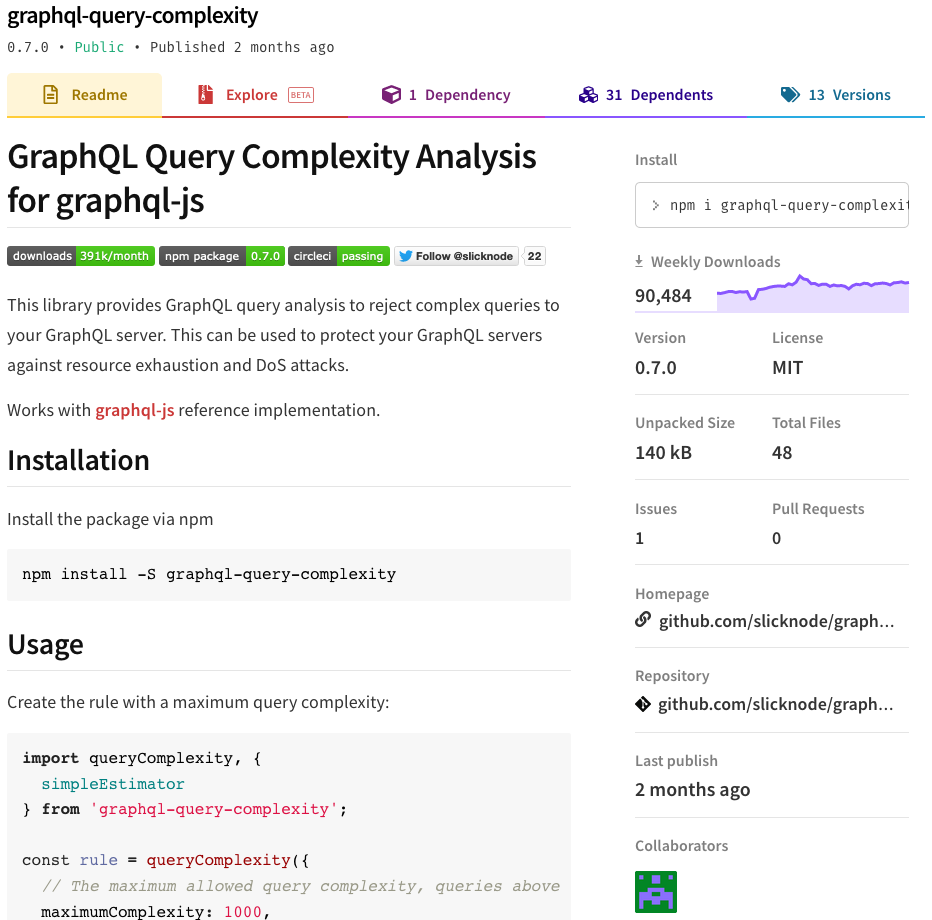 graphql-query-complexity
0.7.0 • Public • Published 2 months ago
Readme
Explore BETA
1 Dependency
31 Dependents
13 Versions
GraphQL Query Complexity Analysis
for graphql-js
downloads 391k/month npm package 0.7.0 circleci passing Follow @slicknode 22
This library provides GraphQL query analysis to reject complex queries to
your GraphQL server. This can be used to protect your GraphQL servers
against resource exhaustion and DoS attacks.
Works with graphql-js reference implementation.
Installation
Install the package via npm
npm install -S graphql-query-complexity
Usage
Create the rule with a maximum query complexity:
import queryComplexity, {
  simpleEstimator
} from 'graphql-query-complexity';
const rule = queryComplexity({
  // The maximum allowed query complexity, queries above
  maximumComplexity: 1000,
Install
> npm i graphql-query-complexit
Weekly Downloads
90,484
Version
0.7.0
License
MIT
Unpacked Size
140 kB
Total Files
48
Issues
1
Pull Requests
0
Homepage
github.com/slicknode/graph...
Repository
github.com/slicknode/graph...
Last publish
2 months ago
Collaborators